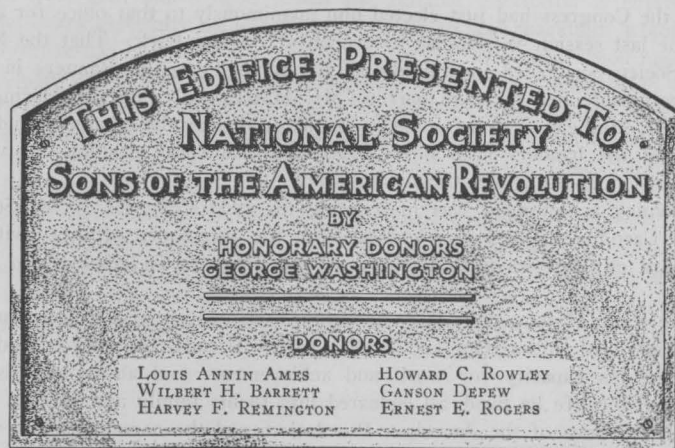 THIS EDIFICE PRESENTED TO
NATIONAL SOCIETY
SONS OF THE AMERICAN REVOLUTION
BY
HONORARY DONORS
GEORGE WASHINGTON
DONORS
LOUIS ANNIN AMES
WILBERT H. BARRETT
HARVEY F. REMINGTON
HOWARD C. ROWLEY
GANSON DEPEW
ERNEST E. ROGERS